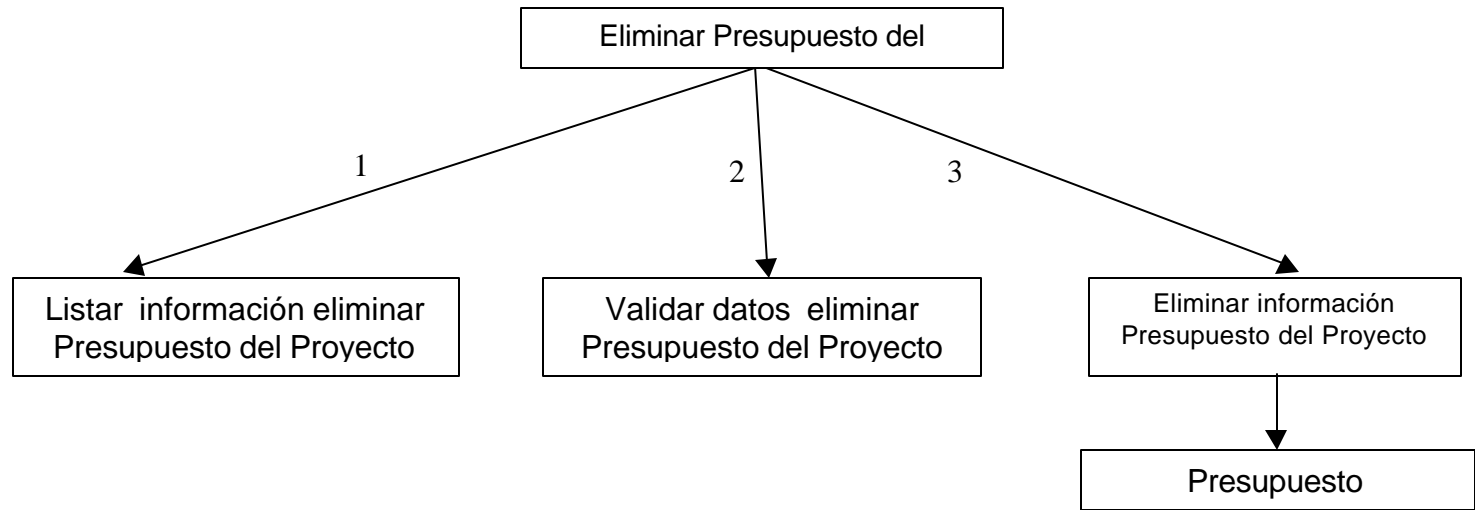 Eliminar Presupuesto del
1
2
3
Listar información eliminar
Presupuesto del Proyecto
Validar datos eliminar
Presupuesto del Proyecto
Eliminar información
Presupuesto del Proyecto
Presupuesto